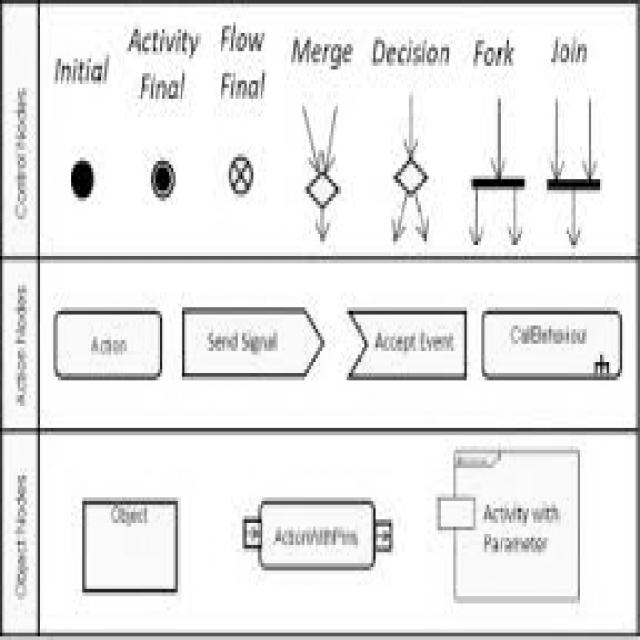 Control Nodes
Initial
Activity
Final
Flow
Final
Merge
Decision
Fork
Join
Action Nodes
Action
Send Signal
Accept Event
CallBehaviour
Object Nodes
Object
ActionWithPins
Activity with
Parameter